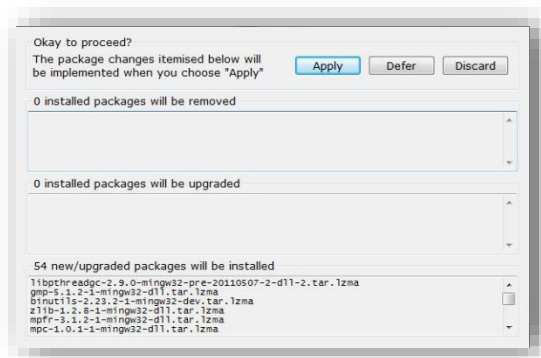 Okay to proceed?
The package changes itemised below will
be implemented when you choose "Apply"
Apply
Defer
Discard
0 installed packages will be removed
0 installed packages will be upgraded
54 new/upgraded packages will be installed
libpthreadgc-2.9.0-mingw32-pre-20110507-2-dll-2.tar.lzma
gmp-5.1.2-1-mingw32-dll.tar.lzma
binutils-2.23.2-1-mingw32-dev.tar.lzma
zlib-1.2.8-1-mingw32-dll.tar.lzma
mpfr-3.1.2-1-mingw32-dll.tar.lzma
mpc-1.0.1-1-mingw32-dll.tar.lzma